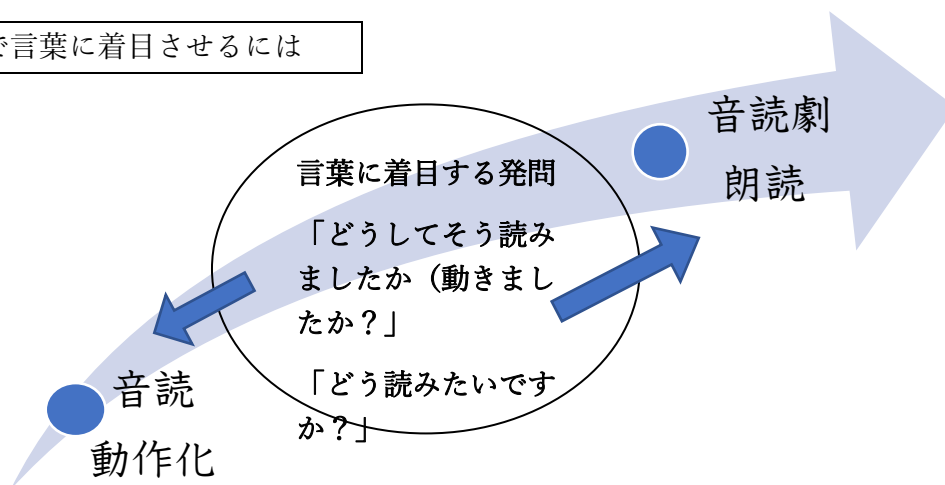 で言葉に着目させるには
音読劇
朗読
言葉に着目する発問
「どうしてそう読み
ましたか（動きまし
たか？」
「どう読みたいです
か？」
音読
動作化